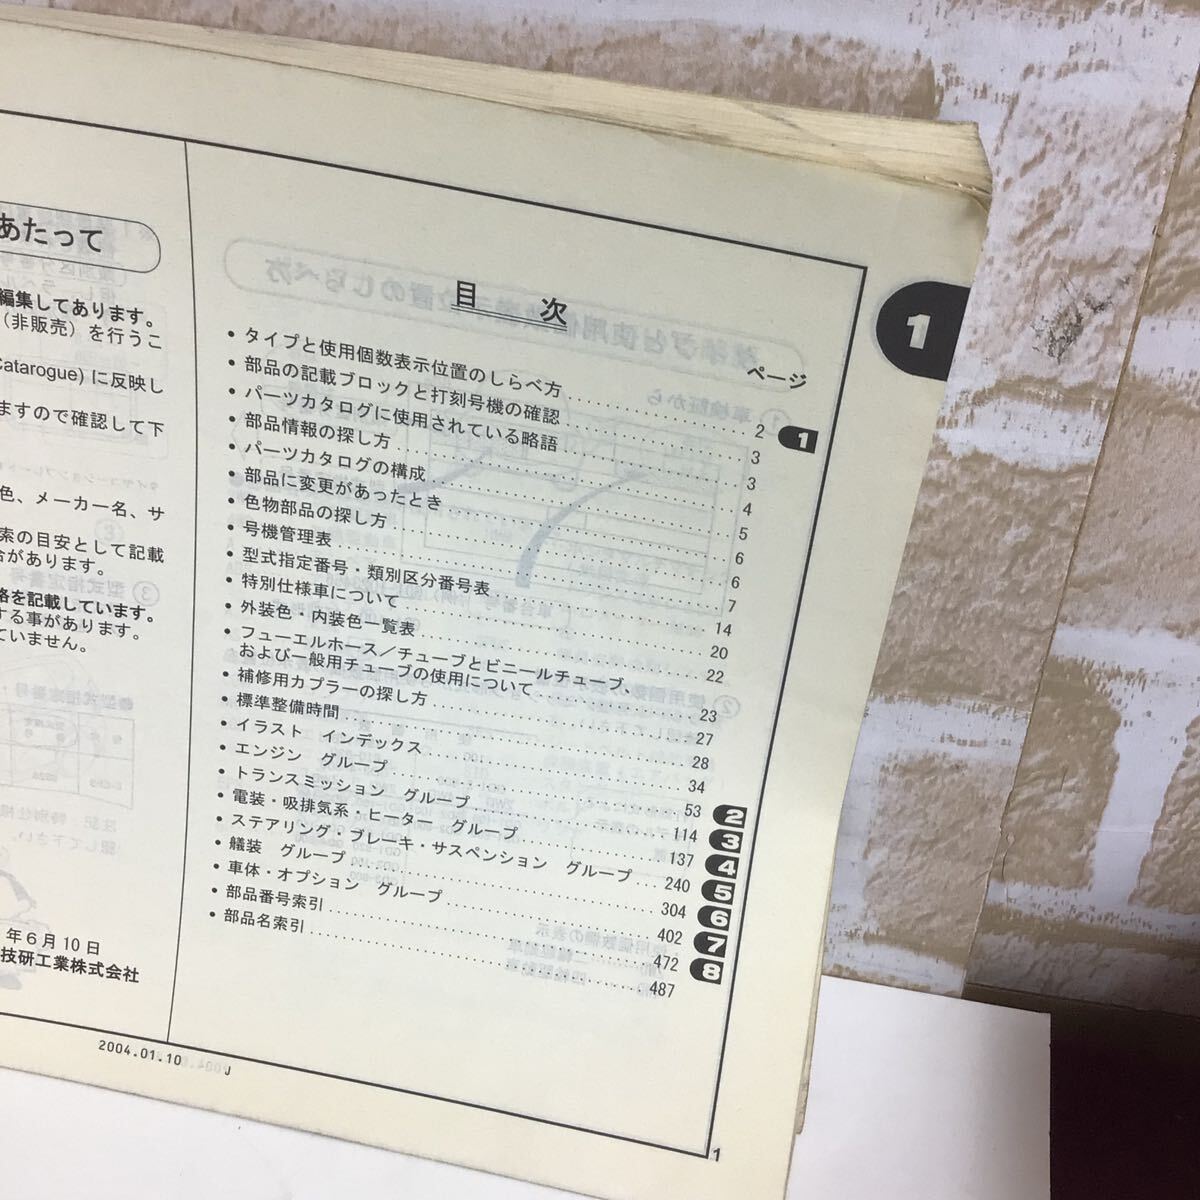 あたって
編集してあります。
（非販売）を行うこ
Catarogue) に反映し
ますので確認して下
色、メーカー名、サ
索の目安として記載
合があります。
格を記載しています。
する事があります。
ていません。
年6月10日
技研工業株式会社
目 次
ページ
• タイプと使用個数表示位置のしらべ方 2 1
• 部品の記載ブロックと打刻号機の確認 3
• パーツカタログに使用されている略語 3
• 部品情報の探し方 4
• パーツカタログの構成 5
• 部品に変更があったとき 6
• 色物部品の探し方 6
• 号機管理表 7
• 型式指定番号・類別区分番号表 14
• 特別仕様車について 20
• 外装色・内装色一覧表 22
• フューエルホース／チューブとビニールチューブ、
および一般用チューブの使用について 23
• 補修用カプラーの探し方 27
• 標準整備時間 28
• イラスト インデックス 34
• エンジン グループ 53 2
• トランスミッション グループ 114 3
• 電装・吸排気系・ヒーター グループ 137 4
• ステアリング・ブレーキ・サスペンション グループ 240 5
• 艤装 グループ 304 6
• 車体・オプション グループ 402 7
• 部品番号索引 472 8
• 部品名索引 487
1
2004.01.10 J
1